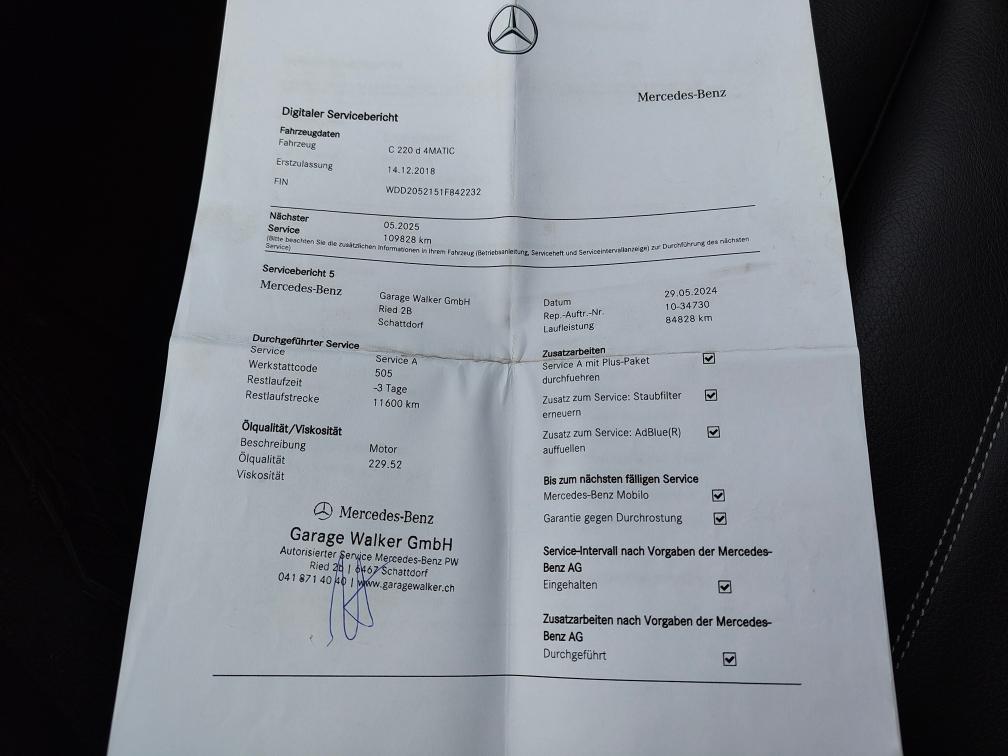 Mercedes-Benz
Digitaler Servicebericht
Fahrzeugdaten
Fahrzeug C 220 d 4MATIC
Erstzulassung 14.12.2018
FIN WDD2052151F842232
Nächster Service 05.2025
109828 km
(Bitte beachten Sie die zusätzlichen Informationen in Ihrem Fahrzeug (Betriebsanleitung, Serviceheft und Serviceintervallanzeige) zur Durchführung des nächsten
Service)
Servicebericht 5
Mercedes-Benz Garage Walker GmbH
Ried 2B
Schattdorf
Datum 29.05.2024
Rep.-Auftr.-Nr. 10-34730
Laufleistung 84828 km
Durchgeführter Service
Service Service A
Werkstattcode 505
Restlaufzeit -3 Tage
Restlaufstrecke 11600 km
Ölqualität/Viskosität
Beschreibung Motor
Ölqualität 229.52
Viskosität
Mercedes-Benz
Garage Walker GmbH
Autorisierter Service Mercedes-Benz PW
Ried 2b | 6467 Schattdorf
041 871 40 40 | www.garagewalker.ch
Zusatzarbeiten
Service A mit Plus-Paket
durchfuehren
Zusatz zum Service: Staubfilter
erneuern
Zusatz zum Service: AdBlue(R)
auffuellen
Bis zum nächsten fälligen Service
Mercedes-Benz Mobilo
Garantie gegen Durchrostung
Service-Intervall nach Vorgaben der Mercedes-
Benz AG
Eingehalten
Zusatzarbeiten nach Vorgaben der Mercedes-
Benz AG
Durchgeführt